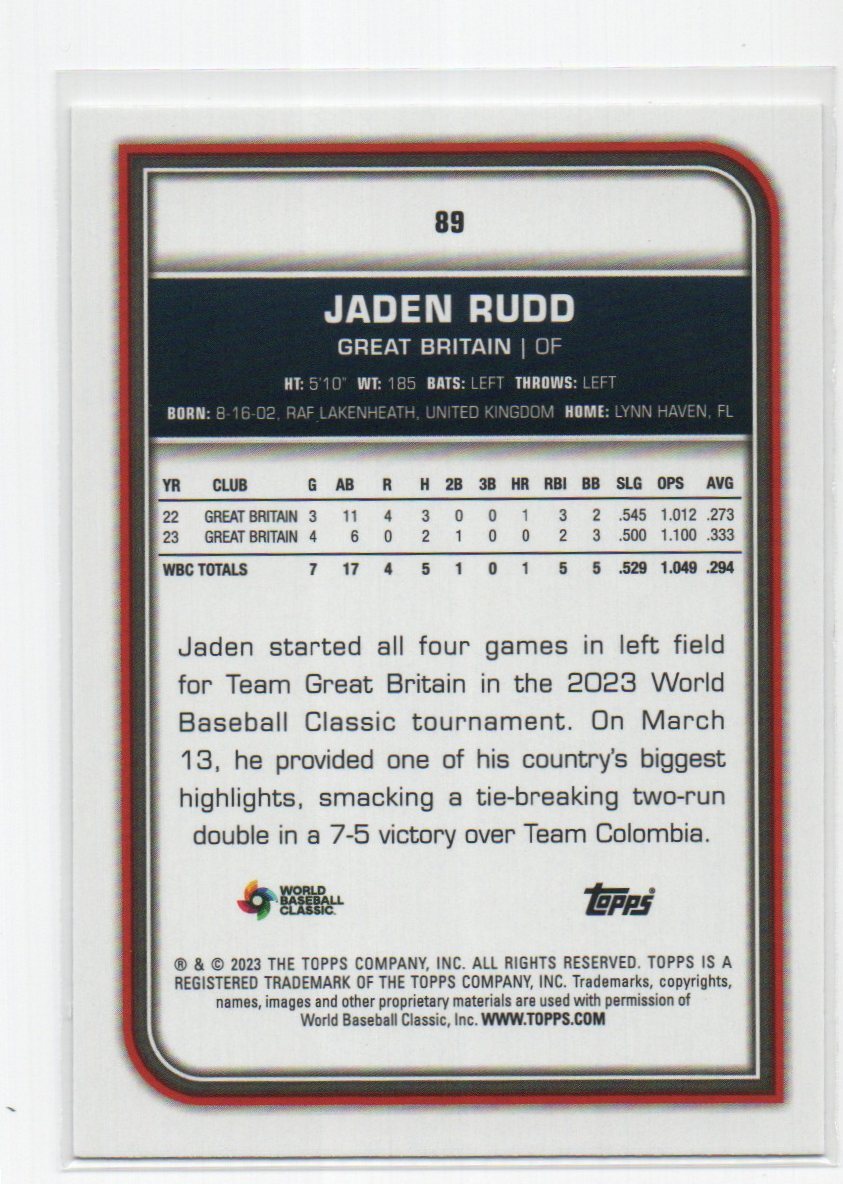 89
JADEN RUDD
GREAT BRITAIN | OF
HT: 5'10" WT: 185 BATS: LEFT THROWS: LEFT
BORN: 8-16-02, RAF LAKENHEATH, UNITED KINGDOM HOME: LYNN HAVEN, FL
YR CLUB G AB R H 2B 3B HR RBI BB SLG OPS AVG
22 GREAT BRITAIN 3 11 4 3 0 0 1 3 2 .545 1.012 .273
23 GREAT BRITAIN 4 6 0 2 1 0 0 2 3 .500 1.100 .333
WBC TOTALS 7 17 4 5 1 0 1 5 5 .529 1.049 .294
Jaden started all four games in left field
for Team Great Britain in the 2023 World
Baseball Classic tournament. On March
13, he provided one of his country's biggest
highlights, smacking a tie-breaking two-run
double in a 7-5 victory over Team Colombia.
WORLD
BASEBALL
CLASSIC
Topps®
® & © 2023 THE TOPPS COMPANY, INC. ALL RIGHTS RESERVED. TOPPS IS A
REGISTERED TRADEMARK OF THE TOPPS COMPANY, INC. Trademarks, copyrights,
names, images and other proprietary materials are used with permission of
World Baseball Classic, Inc. WWW.TOPPS.COM